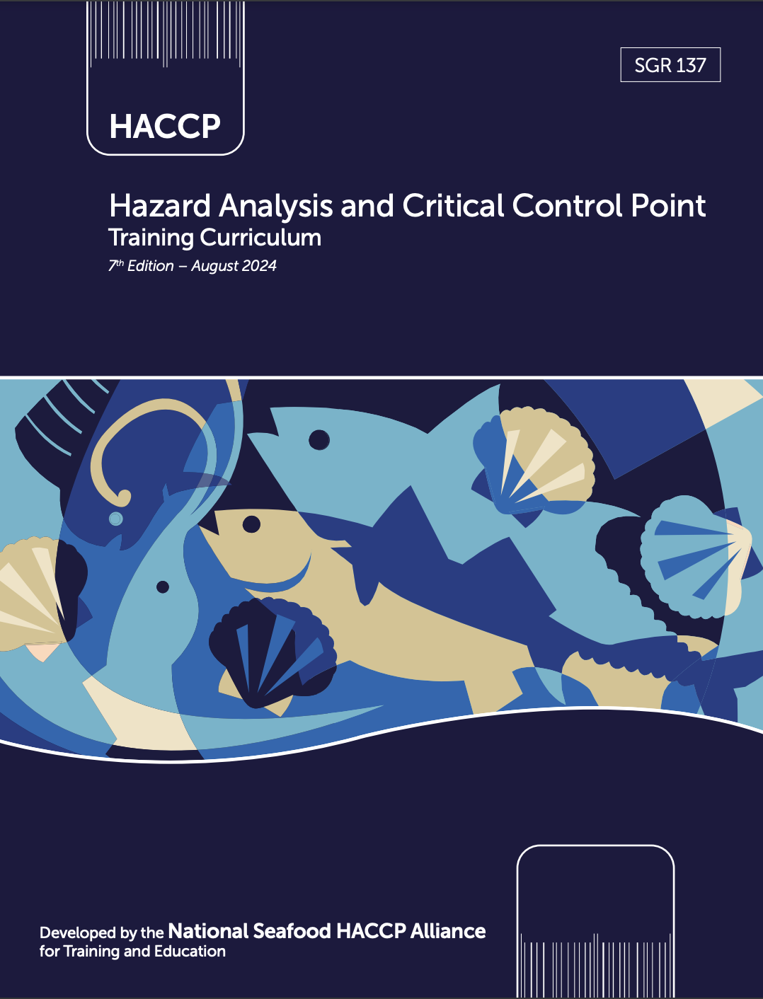 HACCP
SGR 137
Hazard Analysis and Critical Control Point
Training Curriculum
7th Edition – August 2024
Developed by the National Seafood HACCP Alliance
for Training and Education